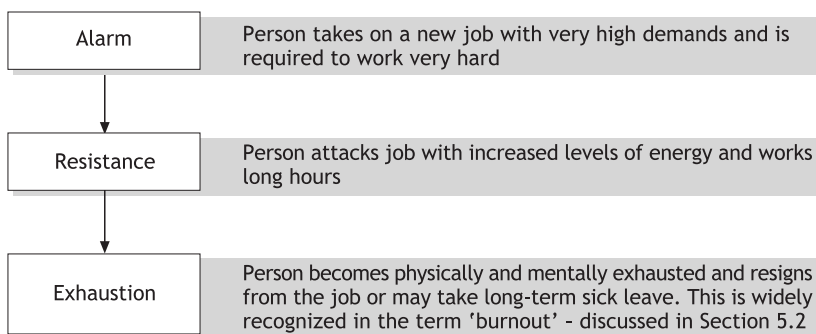 Alarm
Person takes on a new job with very high demands and is
required to work very hard
Resistance
Person attacks job with increased levels of energy and works
long hours
Exhaustion
Person becomes physically and mentally exhausted and resigns
from the job or may take long-term sick leave. This is widely
recognized in the term ‘burnout’ – discussed in Section 5.2